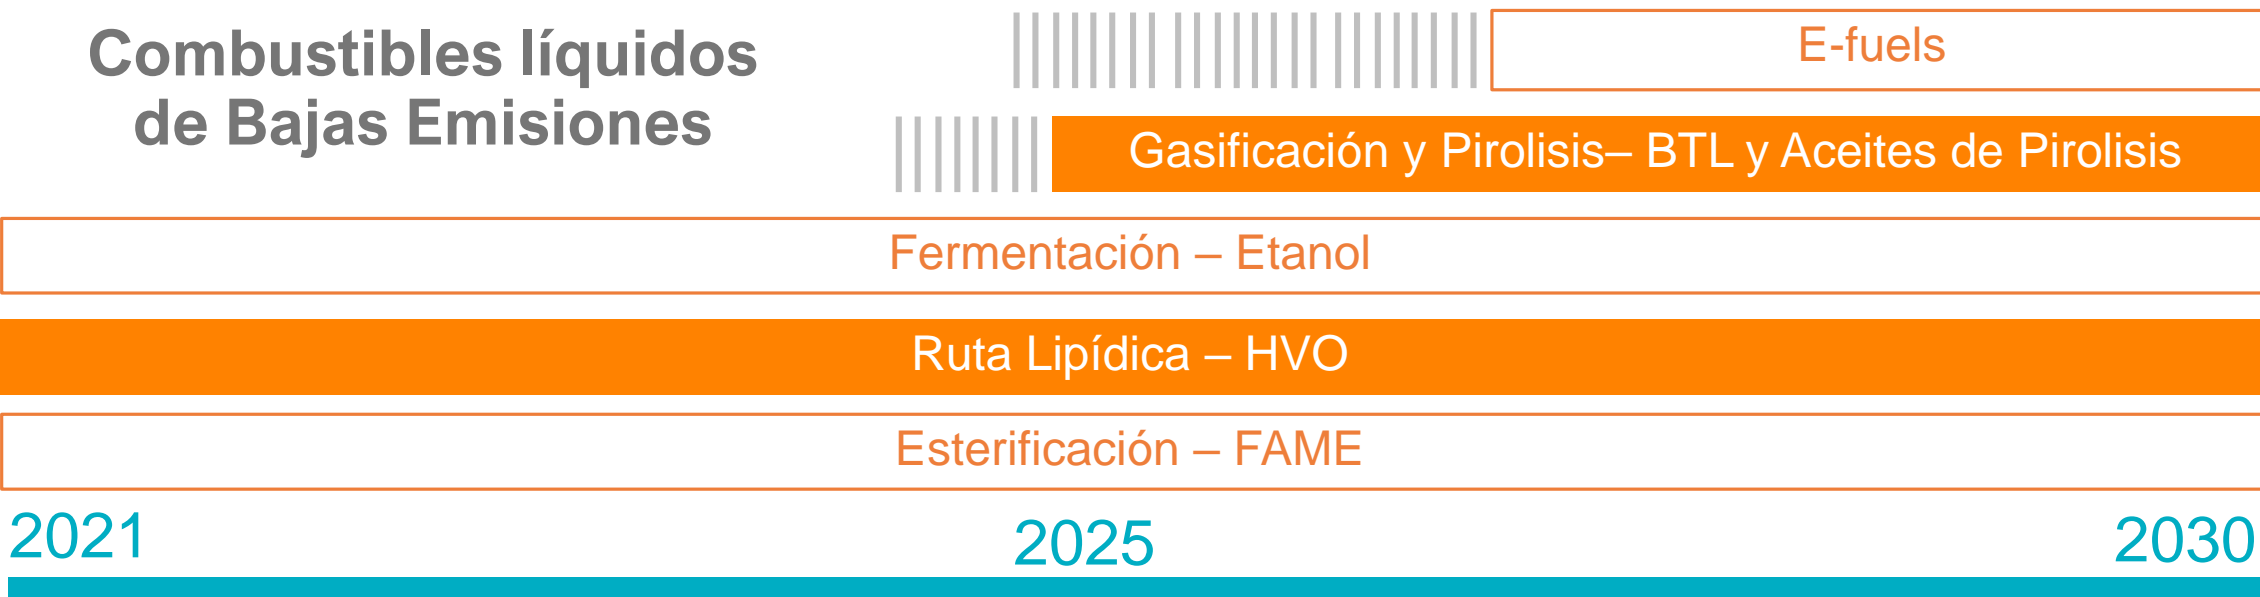 Combustibles líquidos
de Bajas Emisiones
E-fuels
Gasificación y Pirolisis– BTL y Aceites de Pirolisis
Fermentación – Etanol
Ruta Lipídica – HVO
Esterificación – FAME
2021
2025
2030